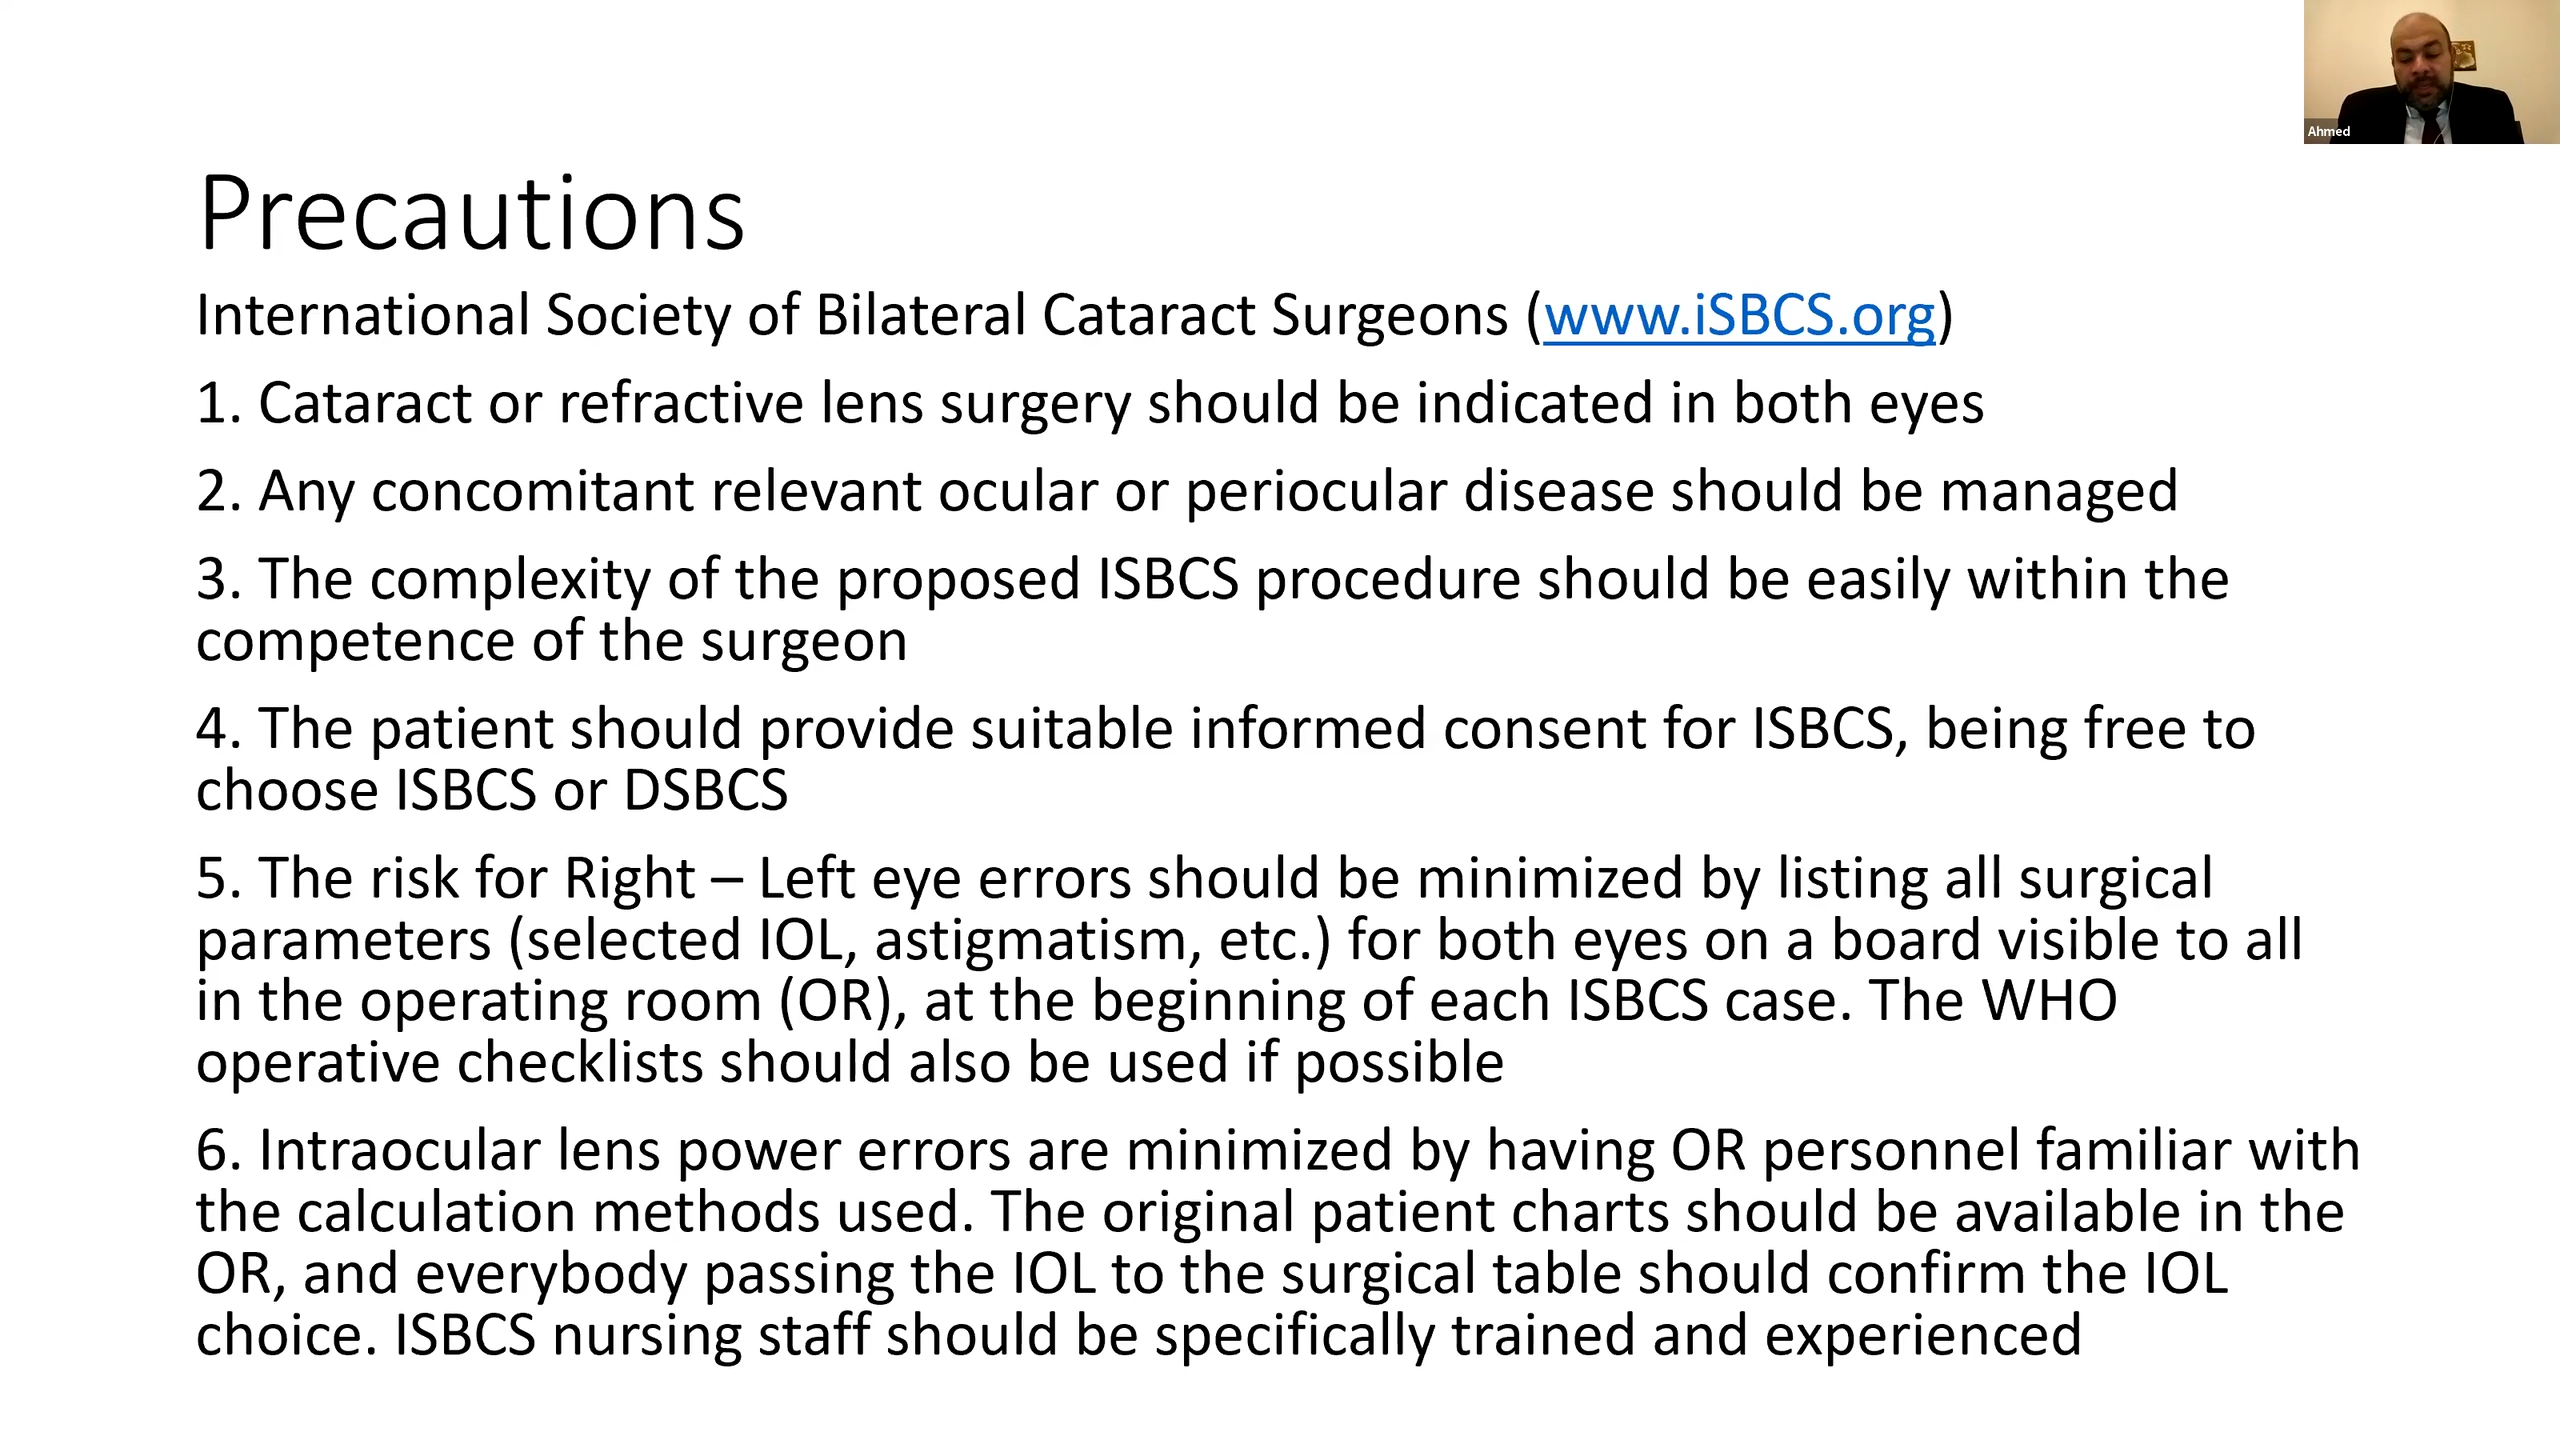 Ahmed
Precautions
International Society of Bilateral Cataract Surgeons (www.iSBCS.org)
1. Cataract or refractive lens surgery should be indicated in both eyes
2. Any concomitant relevant ocular or periocular disease should be managed
3. The complexity of the proposed ISBCS procedure should be easily within the
competence of the surgeon
4. The patient should provide suitable informed consent for ISBCS, being free to
choose ISBCS or DSBCS
5. The risk for Right – Left eye errors should be minimized by listing all surgical
parameters (selected IOL, astigmatism, etc.) for both eyes on a board visible to all
in the operating room (OR), at the beginning of each ISBCS case. The WHO
operative checklists should also be used if possible
6. Intraocular lens power errors are minimized by having OR personnel familiar with
the calculation methods used. The original patient charts should be available in the
OR, and everybody passing the IOL to the surgical table should confirm the IOL
choice. ISBCS nursing staff should be specifically trained and experienced